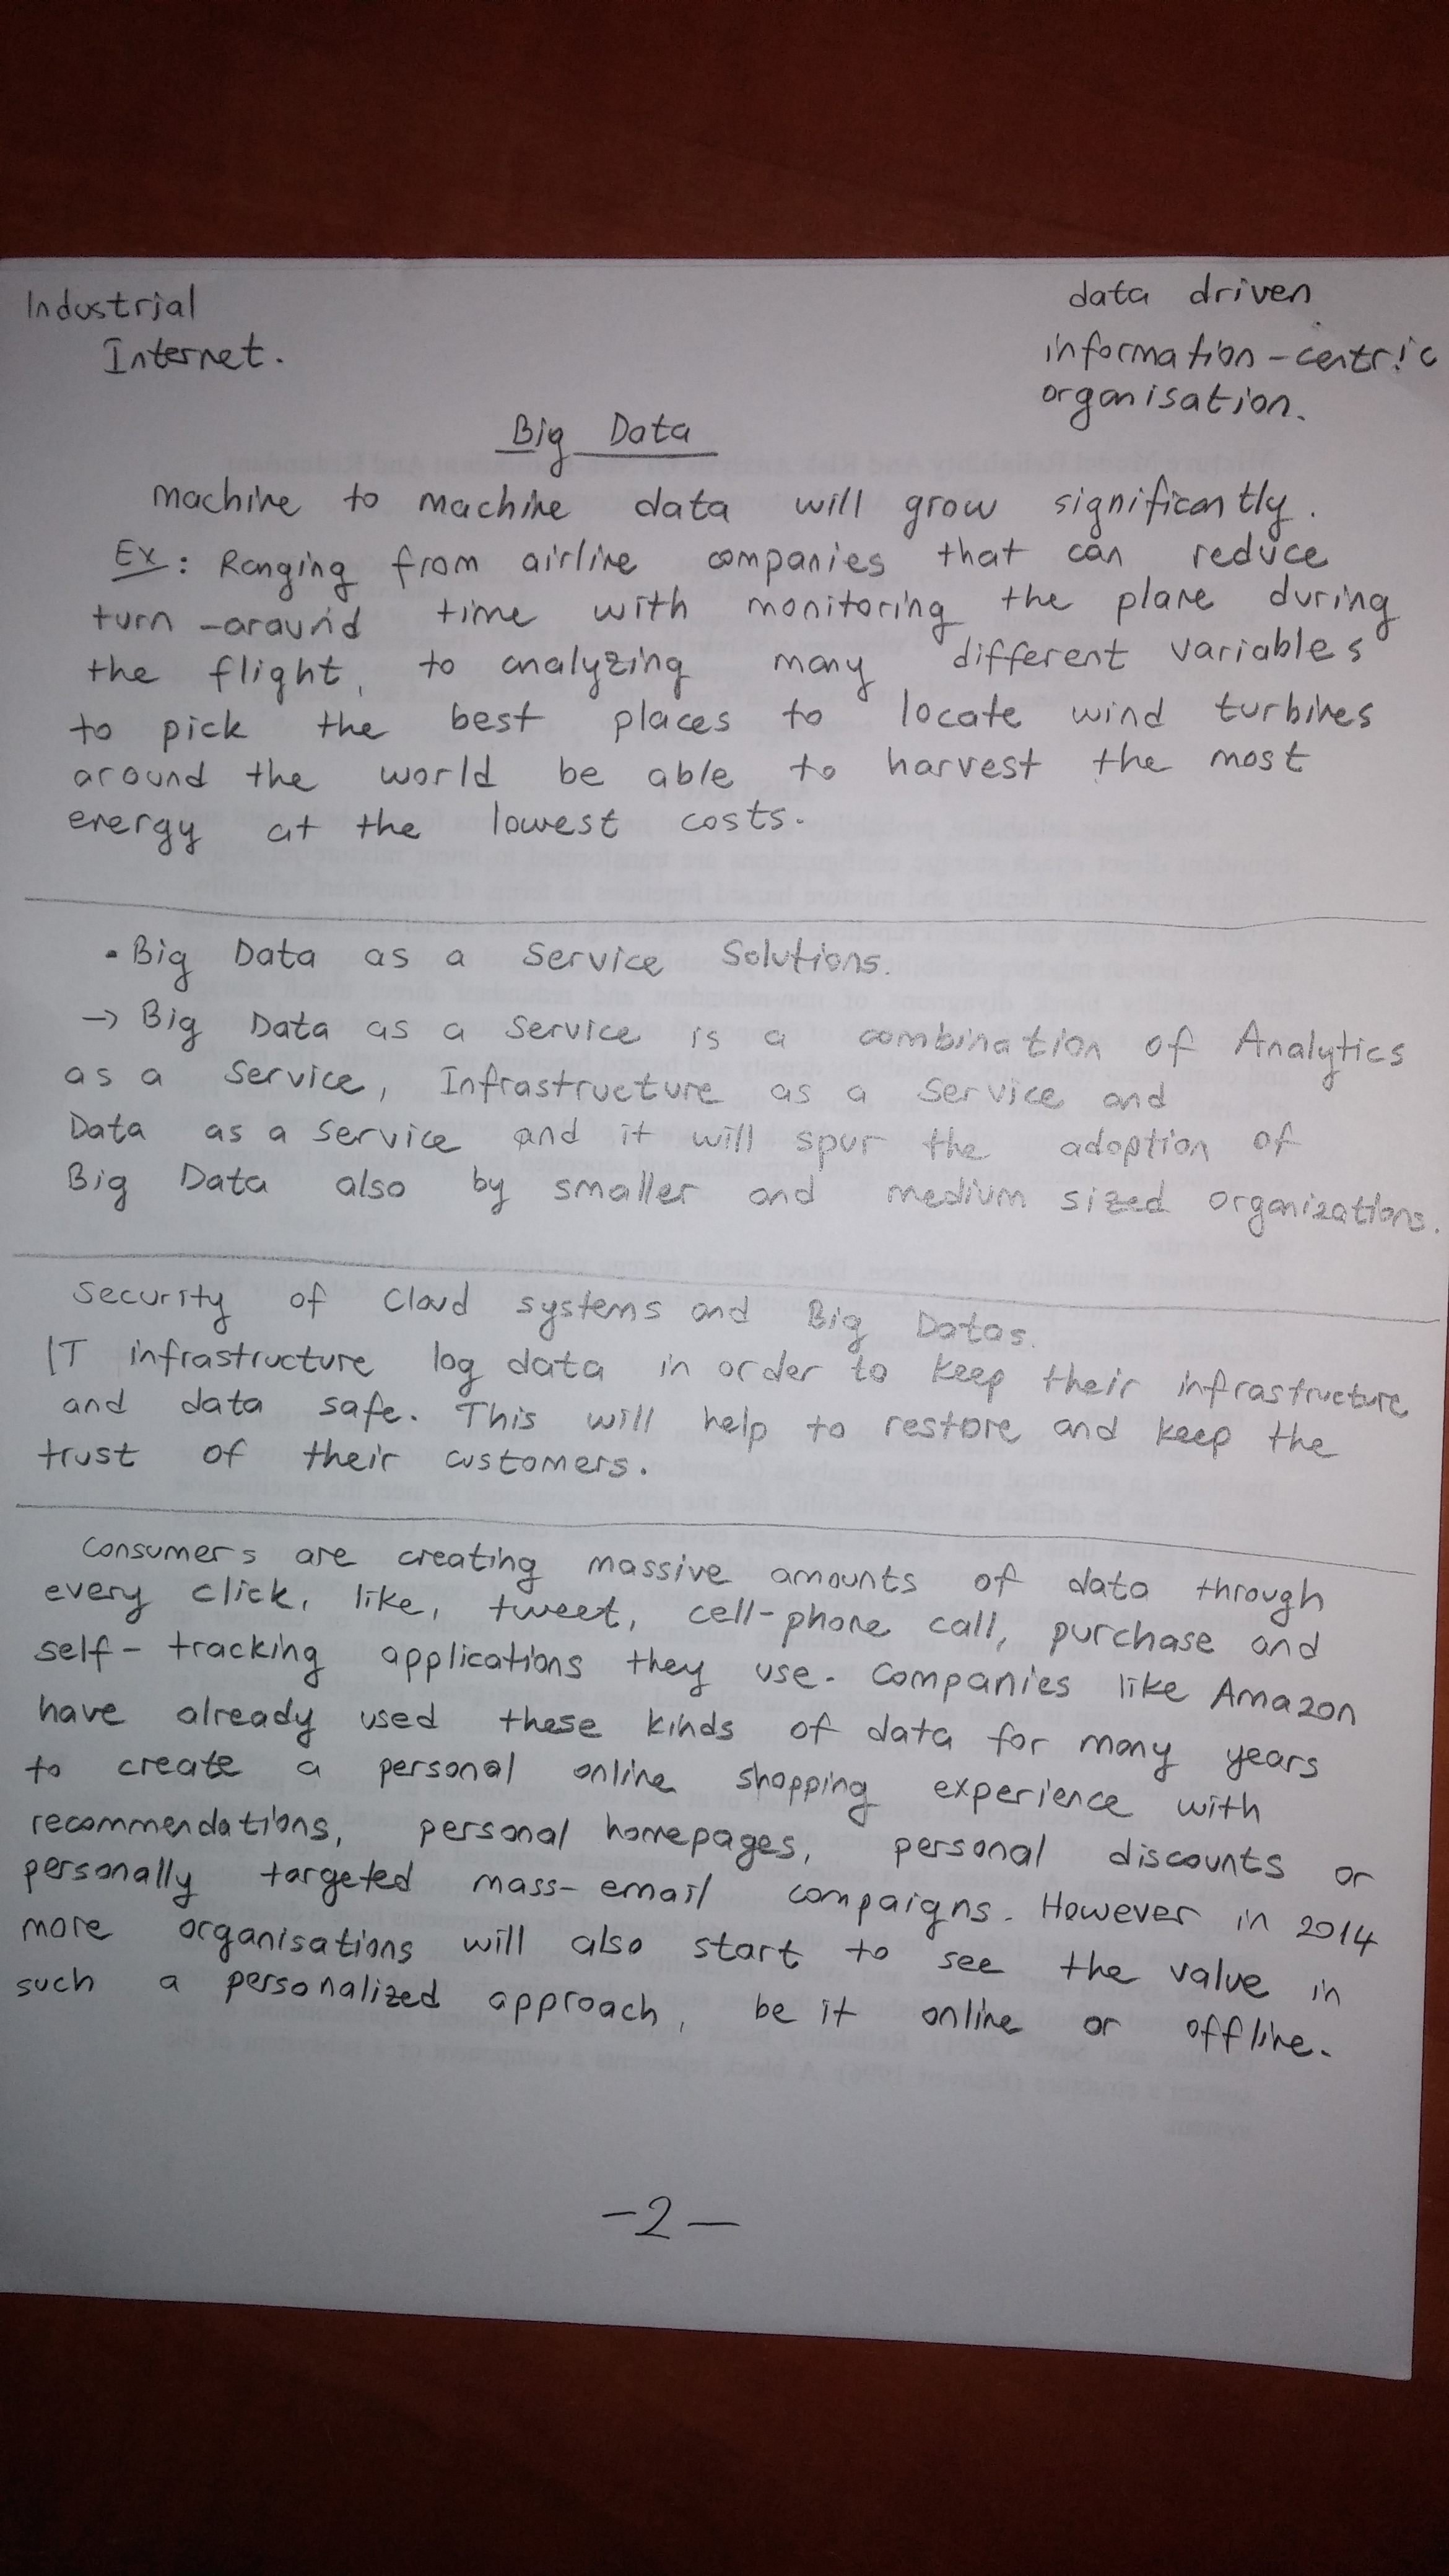 Industrial
Internet.
data driven
information-centric
organisation.
Big Data
machine to machine data will grow significantly.
Ex: Ranging from airline companies that can reduce
turn-around time with monitoring the plane during
the flight, to analyzing many different variables
to pick the best places to locate wind turbines
around the world be able to harvest the most
energy at the lowest costs.
• Big Data as a Service Solutions.
→ Big Data as a Service is a combination of Analytics
as a Service, Infrastructure as a Service and
Data as a Service and it will spur the adoption of
Big Data also by smaller and medium sized organizations.
Security of Cloud systems and Big Datas.
IT infrastructure log data in order to keep their infrastructure
and data safe. This will help to restore and keep the
trust of their customers.
Consumers are creating massive amounts of data through
every click, like, tweet, cell-phone call, purchase and
self-tracking applications they use. Companies like Amazon
have already used these kinds of data for many years
to create a personal online shopping experience with
recommendations, personal homepages, personal discounts or
personally targeted mass-email campaigns. However in 2014
more organisations will also start to see the value in
such a personalized approach, be it online or offline.
-2-